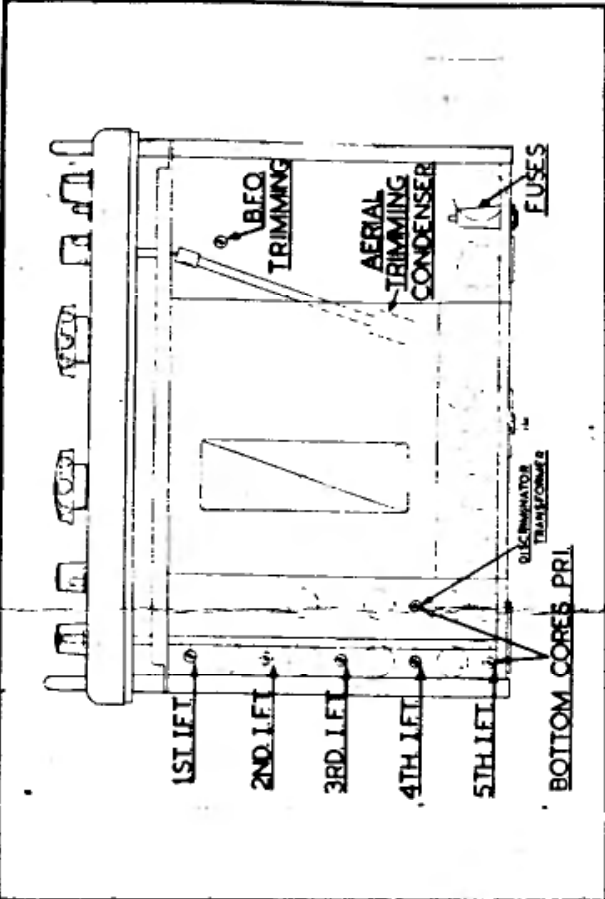 1ST I.F.T.
2ND. I.F.T.
3RD. I.F.T.
4TH. I.F.T.
5TH. I.F.T.
BOTTOM CORES PRI.
DISCRIMINATOR
TRANSFORMER
B.F.O.
TRIMMING
AERIAL
TRIMMING
CONDENSER
FUSES